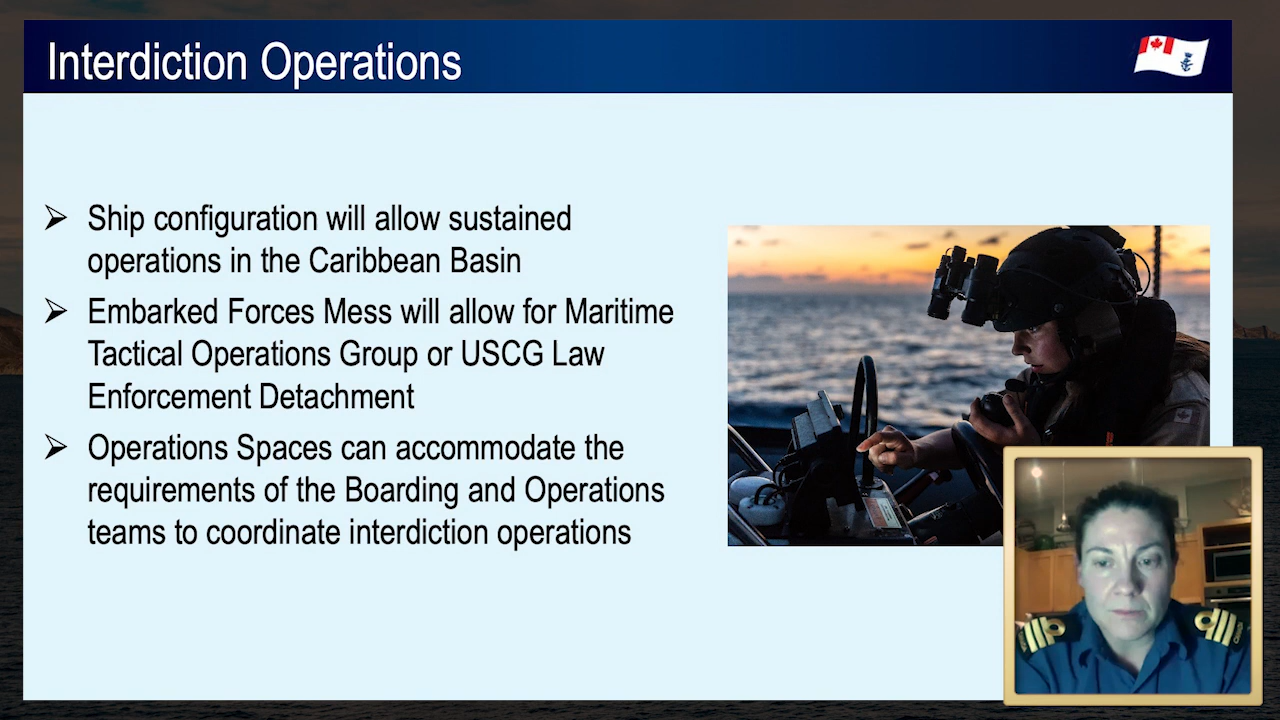 Interdiction Operations
Ship configuration will allow sustained
operations in the Caribbean Basin
Embarked Forces Mess will allow for Maritime
Tactical Operations Group or USCG Law
Enforcement Detachment
Operations Spaces can accommodate the
requirements of the Boarding and Operations
teams to coordinate interdiction operations
CANADA